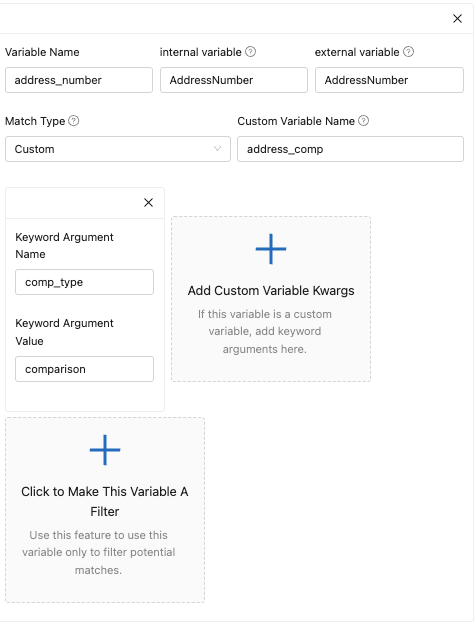 Variable Name internal variable external variable
address_number AddressNumber AddressNumber
Match Type Custom Variable Name
Custom address_comp
Keyword Argument
Name
comp_type
Keyword Argument
Value
comparison
Add Custom Variable Kwargs
If this variable is a custom
variable, add keyword
arguments here.
Click to Make This Variable A
Filter
Use this feature to use this
variable only to filter potential
matches.